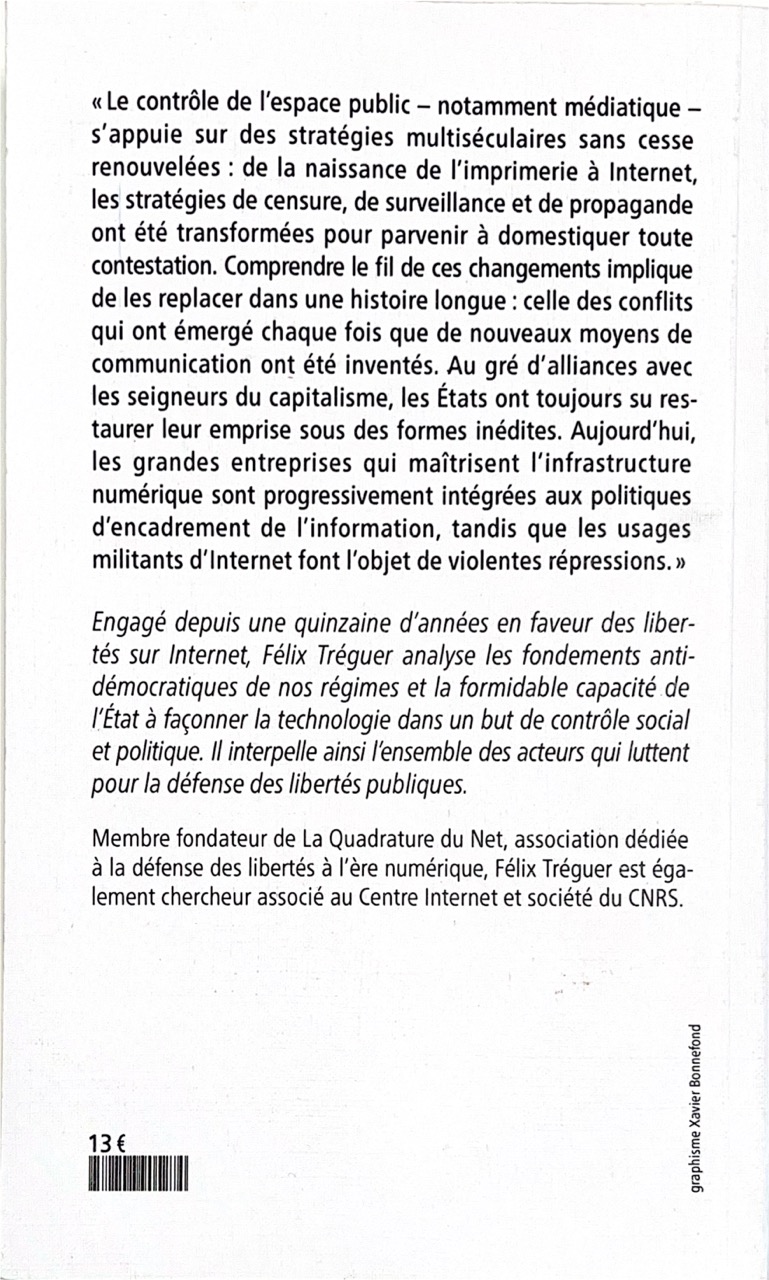 « Le contrôle de l'espace public – notamment médiatique –
s'appuie sur des stratégies multiséculaires sans cesse
renouvelées : de la naissance de l'imprimerie à Internet,
les stratégies de censure, de surveillance et de propagande
ont été transformées pour parvenir à domestiquer toute
contestation. Comprendre le fil de ces changements implique
de les replacer dans une histoire longue : celle des conflits
qui ont émergé chaque fois que de nouveaux moyens de
communication ont été inventés. Au gré d'alliances avec
les seigneurs du capitalisme, les États ont toujours su res-
taurer leur emprise sous des formes inédites. Aujourd'hui,
les grandes entreprises qui maîtrisent l'infrastructure
numérique sont progressivement intégrées aux politiques
d'encadrement de l'information, tandis que les usages
militants d'Internet font l'objet de violentes répressions. »
Engagé depuis une quinzaine d'années en faveur des liber-
tés sur Internet, Félix Tréguer analyse les fondements anti-
démocratiques de nos régimes et la formidable capacité de
l'État à façonner la technologie dans un but de contrôle social
et politique. Il interpelle ainsi l'ensemble des acteurs qui luttent
pour la défense des libertés publiques.
Membre fondateur de La Quadrature du Net, association dédiée
à la défense des libertés à l'ère numérique, Félix Tréguer est éga-
lement chercheur associé au Centre Internet et société du CNRS.
graphisme Xavier Bonnefond
13 €